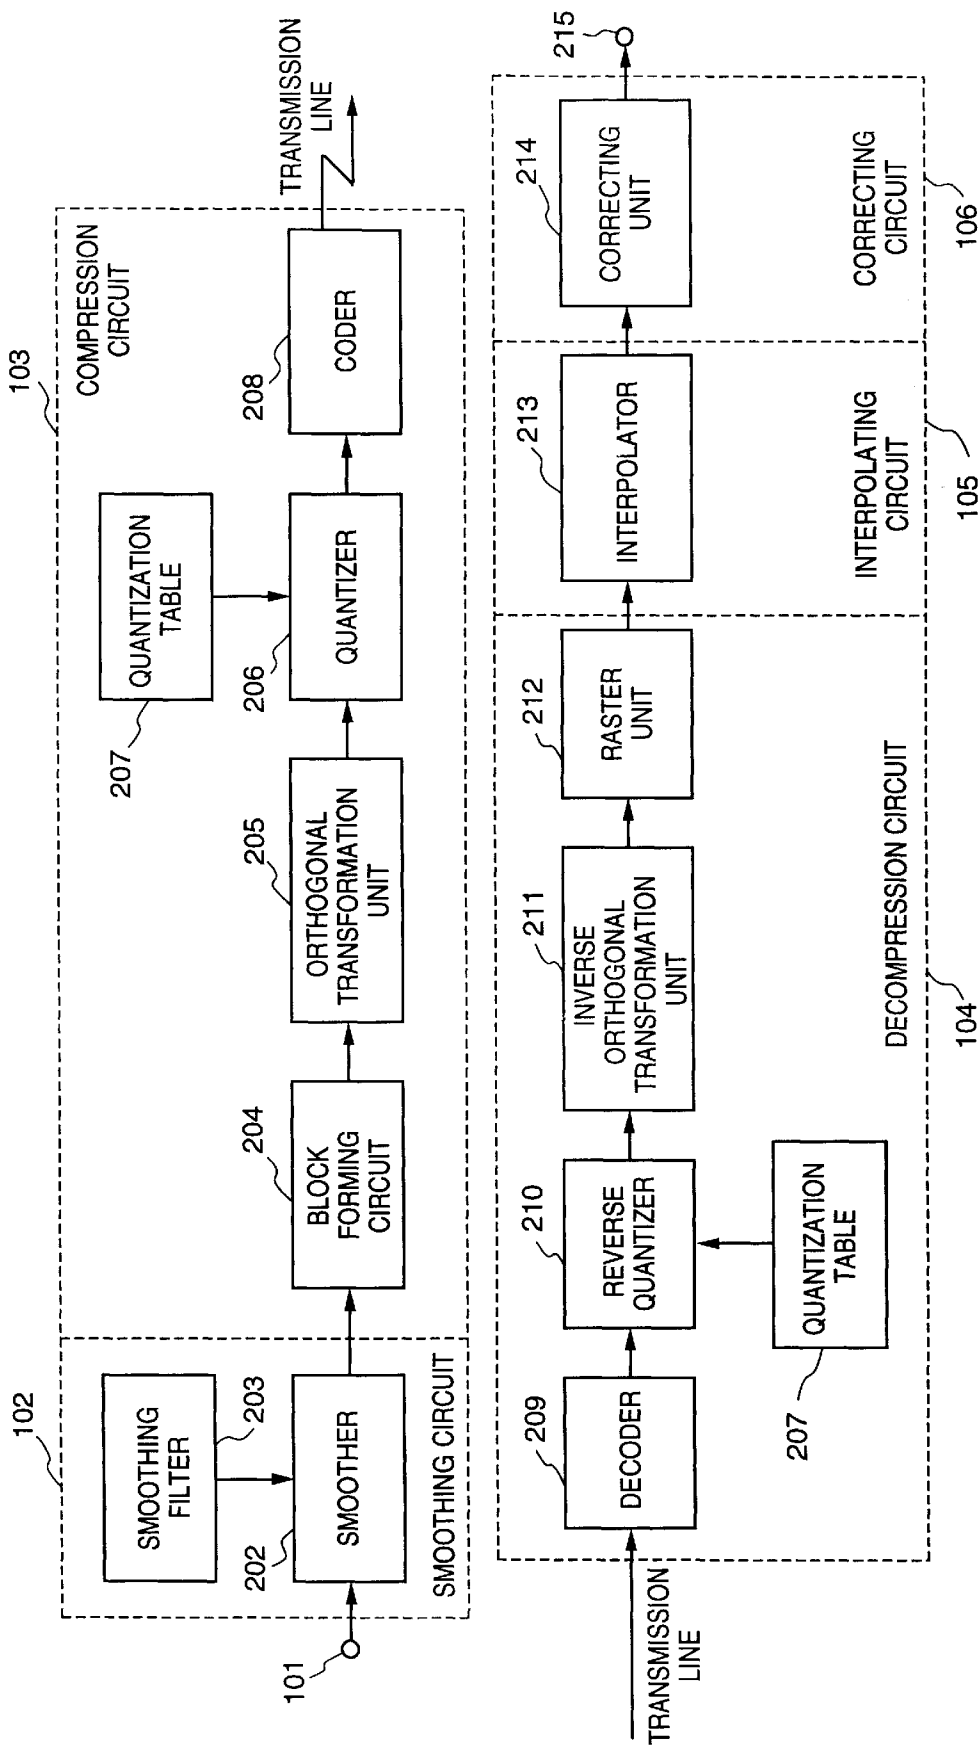 102
SMOOTHING
FILTER
203
202
SMOOTHER
SMOOTHING CIRCUIT
101
103
COMPRESSION
CIRCUIT
204
BLOCK
FORMING
CIRCUIT
205
ORTHOGONAL
TRANSFORMATION
UNIT
207
QUANTIZATION
TABLE
206
QUANTIZER
208
CODER
TRANSMISSION
LINE
TRANSMISSION
LINE
209
DECODER
210
REVERSE
QUANTIZER
207
QUANTIZATION
TABLE
211
INVERSE
ORTHOGONAL
TRANSFORMATION
UNIT
212
RASTER
UNIT
DECOMPRESSION CIRCUIT
104
213
INTERPOLATOR
INTERPOLATING
CIRCUIT
105
214
CORRECTING
UNIT
CORRECTING
CIRCUIT
106
215